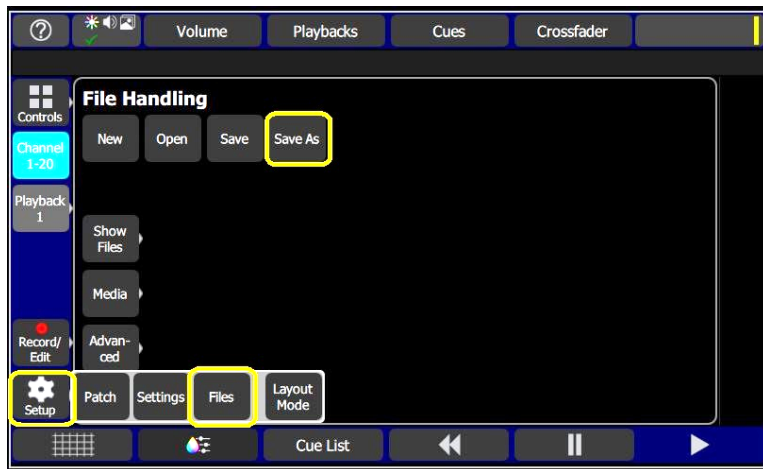 Volume Playbacks Cues Crossfader
Controls
File Handling
New Open Save Save As
Channel
1-20
Playback
1
Show
Files
Media
Record/
Edit
Advan-
ced
Setup
Patch Settings Files Layout
Mode
Cue List